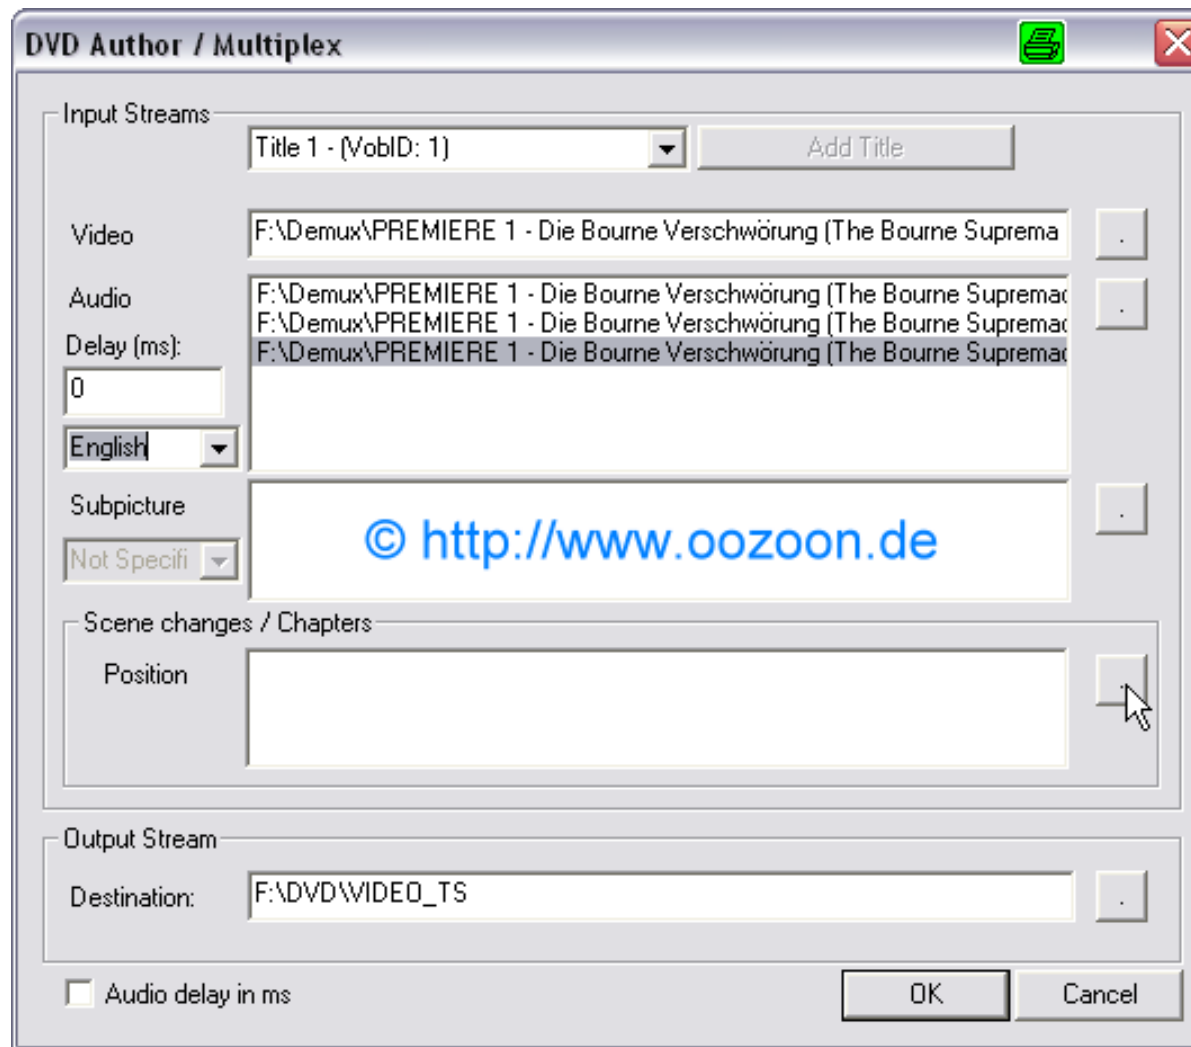 DVD Author / Multiplex
Input Streams
Title 1 - (VobID: 1)
Add Title
Video
F:\Demux\PREMIERE 1 - Die Bourne Verschwörung (The Bourne Suprema
.
Audio
F:\Demux\PREMIERE 1 - Die Bourne Verschwörung (The Bourne Supremac
F:\Demux\PREMIERE 1 - Die Bourne Verschwörung (The Bourne Supremac
F:\Demux\PREMIERE 1 - Die Bourne Verschwörung (The Bourne Supremac
.
Delay (ms):
0
English
Subpicture
Not Specifi
© http://www.oozoon.de
.
Scene changes / Chapters
Position
.
Output Stream
Destination:
F:\DVD\VIDEO_TS
.
Audio delay in ms
OK
Cancel